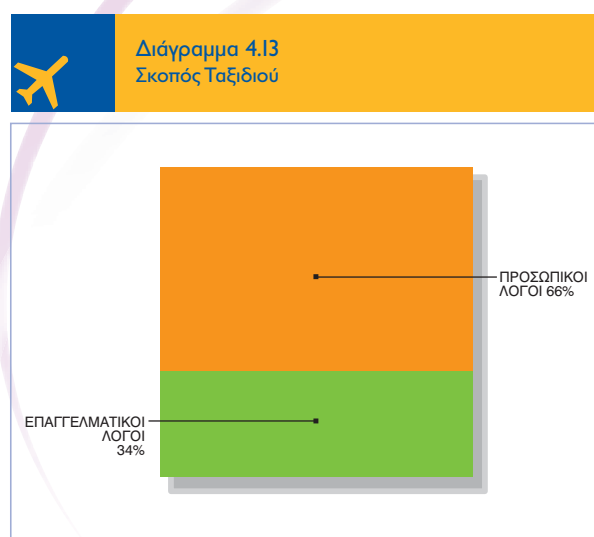 Διάγραμμα 4.13
Σκοπός Ταξιδιού
ΠΡΟΣΩΠΙΚΟΙ
ΛΟΓΟΙ 66%
ΕΠΑΓΓΕΛΜΑΤΙΚΟΙ
ΛΟΓΟΙ
34%